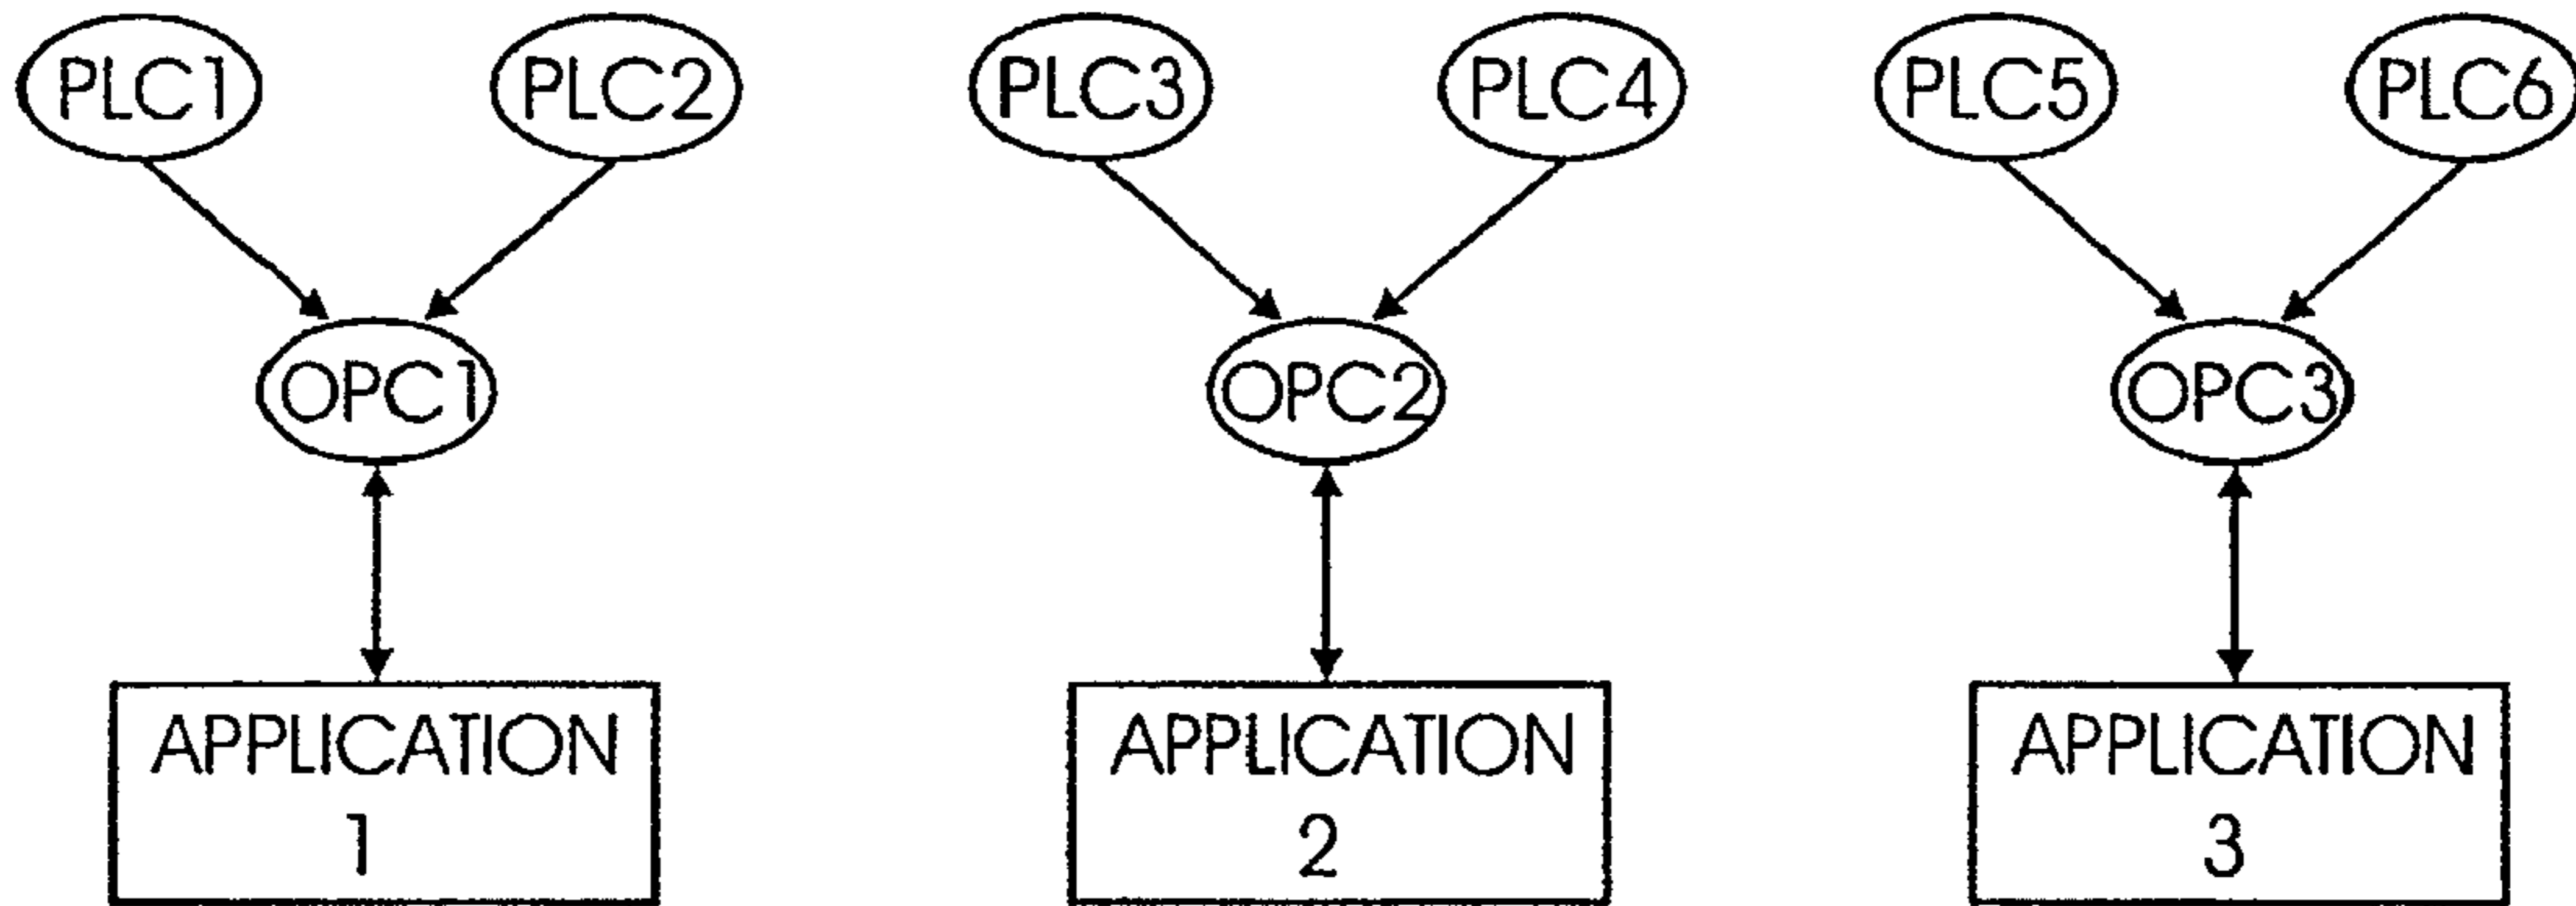 PLC1
PLC2
PLC3
PLC4
PLC5
PLC6
OPC1
OPC2
OPC3
APPLICATION
1
APPLICATION
2
APPLICATION
3